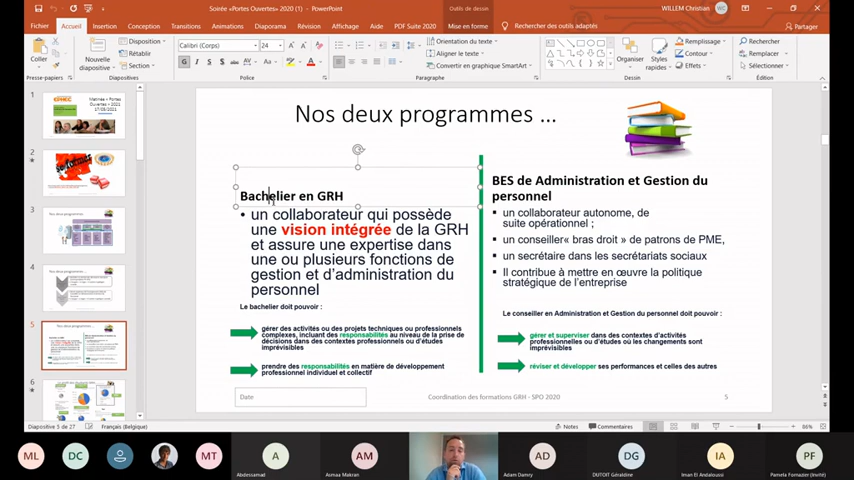 Soirée «Portes Ouvertes» 2020 (1) - PowerPoint
Outils de dessin
WILLEM Christian
WC
Fichier Accueil Insertion Conception Transitions Animations Diaporama Révision Affichage Aide PDF Suite 2020 Mise en forme Rechercher des outils adaptés Partager
Coller
Nouvelle diapositive
Disposition
Rétablir
Section
Calibri (Corps) 24
Orientation du texte
Aligner le texte
Convertir en graphique SmartArt
Organiser
Styles rapides
Remplissage
Contour
Effets
Rechercher
Remplacer
Sélectionner
Presse-papiers Diapositives Police Paragraphe Dessin Modification
1
2
3
4
5
6
Nos deux programmes ...
Bachelier en GRH
• un collaborateur qui possède
une vision intégrée de la GRH
et assure une expertise dans
une ou plusieurs fonctions de
gestion et d'administration du
personnel
Le bachelier doit pouvoir :
gérer des activités ou des projets techniques ou professionnels
complexes, incluant des responsabilités au niveau de la prise de
décisions dans des contextes professionnels ou d'études
imprévisibles
prendre des responsabilités en matière de développement
professionnel individuel et collectif
BES de Administration et Gestion du
personnel
• un collaborateur autonome, de
suite opérationnel ;
• un conseiller« bras droit » de patrons de PME,
• un secrétaire dans les secrétariats sociaux
• Il contribue à mettre en œuvre la politique
stratégique de l'entreprise
Le conseiller en Administration et Gestion du personnel doit pouvoir :
gérer et superviser dans des contextes d'activités
professionnelles ou d'études où les changements sont
imprévisibles
réviser et développer ses performances et celles des autres
Date
Coordination des formations GRH - SPO 2020
5
Diapositive 5 de 27 Français (Belgique) Notes Commentaires 86%
ML DC MT A AM AD DG IA PF
Abdessamad Asmaa Makran Adam Damry DUTOIT Géraldine Iman El Andaloussi Pamela Fornazier (Invité)